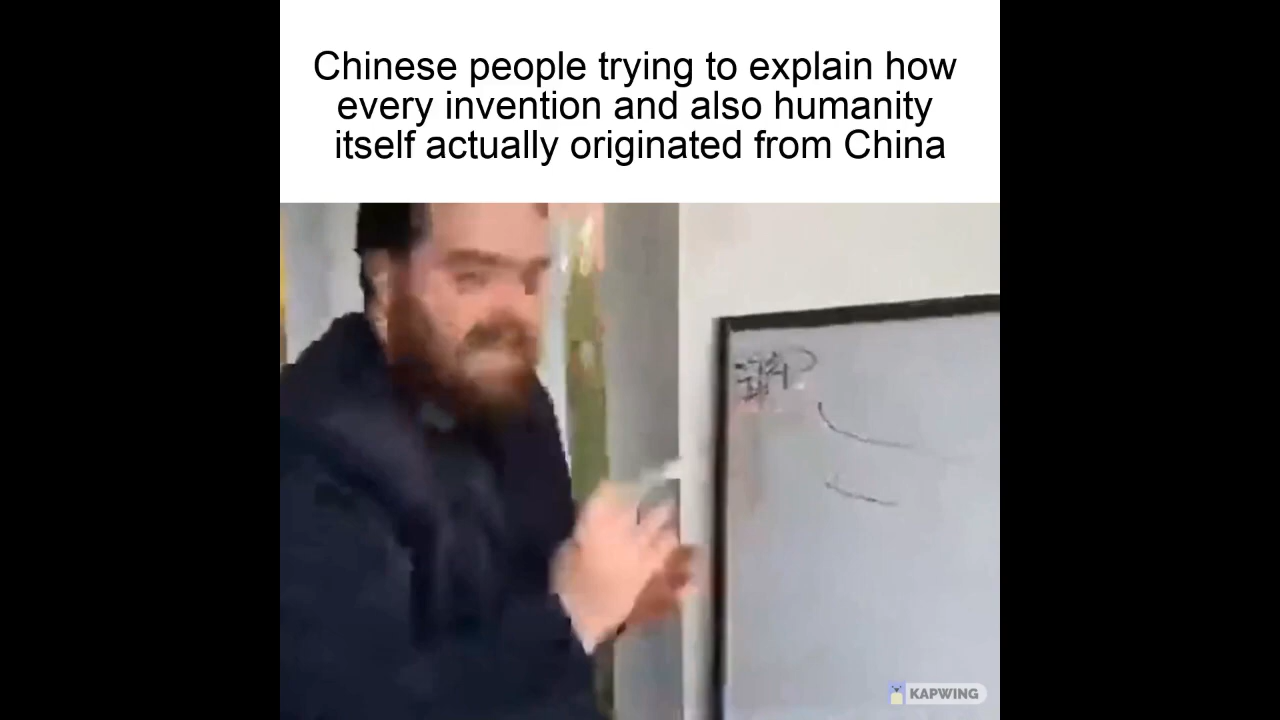 Chinese people trying to explain how
every invention and also humanity
itself actually originated from China
KAPWING